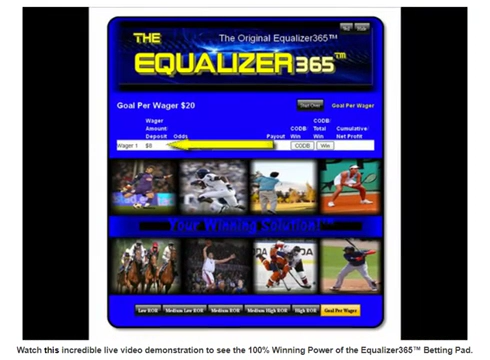 THE
The Original Equalizer365™
EQUALIZER365™
Goal Per Wager $20
Start Over
Goal Per Wager
Wager Amount: Deposit
Odds
Payout
CODB: Win
CODB: Total Win
Cumulative: Net Profit
Wager 1 $8
CODB Win
Your Winning Solution!™
Low ROR Medium Low ROR Medium ROR Medium High ROR High ROR Goal Per Wager
Watch this incredible live video demonstration to see the 100% Winning Power of the Equalizer365™ Betting Pad.